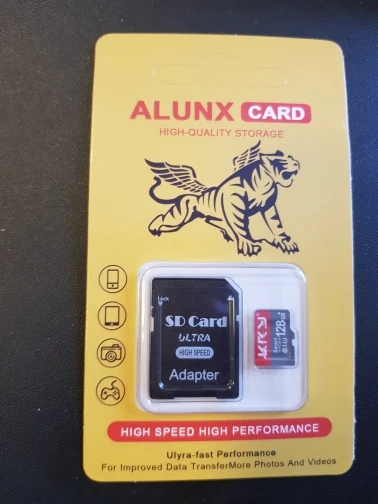 ALUNX CARD
HIGH-QUALITY STORAGE
Lock
SD Card
ULTRA
HIGH SPEED
Adapter
128
HIGH SPEED HIGH PERFORMANCE
Ulyra-fast Performance
For Improved Data TransferMore Photos And Videos